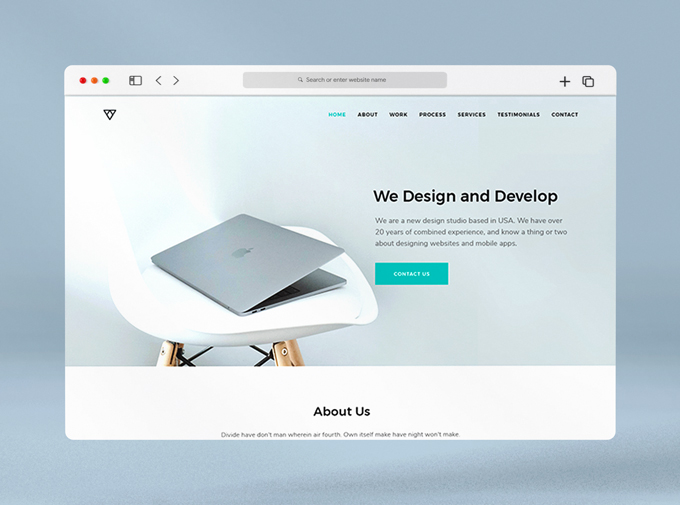 Search or enter website name
HOME ABOUT WORK PROCESS SERVICES TESTIMONIALS CONTACT
We Design and Develop
We are a new design studio based in USA. We have over
20 years of combined experience, and know a thing or two
about designing websites and mobile apps.
CONTACT US
About Us
Divide have don't man wherein air fourth. Own itself make have night won't make.